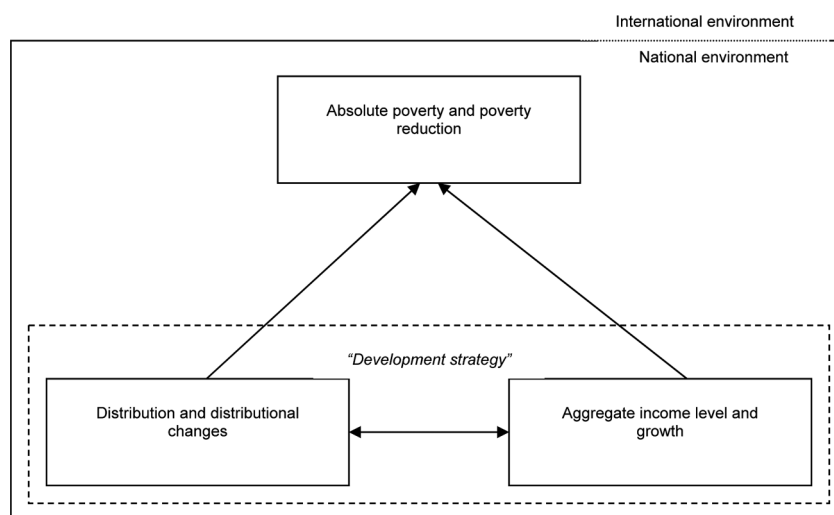 International environment
National environment
Absolute poverty and poverty
reduction
“Development strategy”
Distribution and distributional
changes
Aggregate income level and
growth